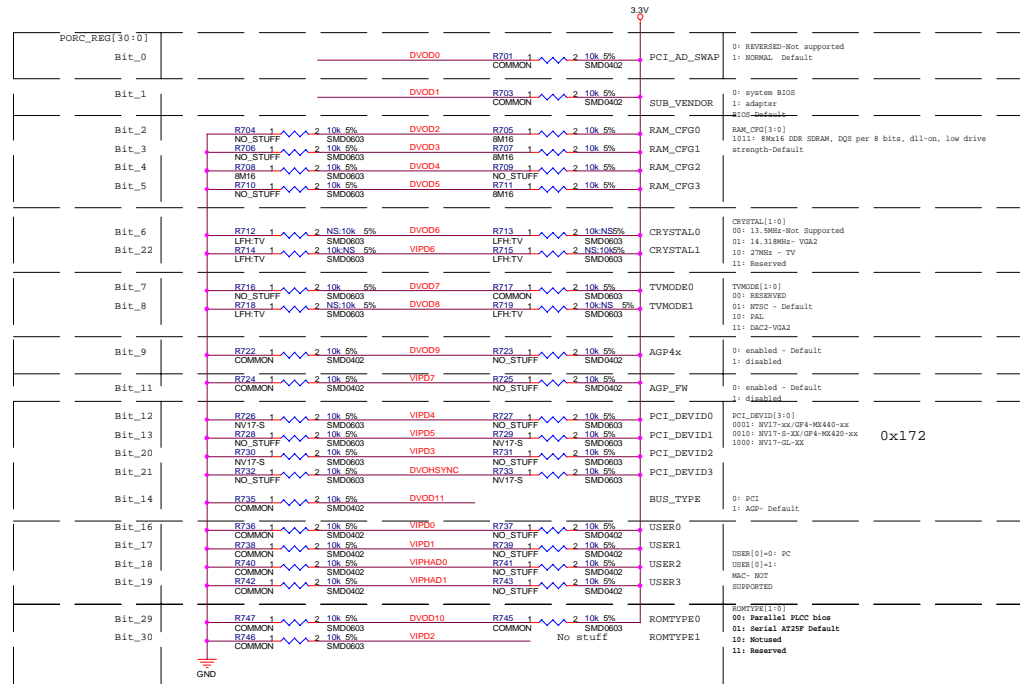 3.3V
PORC_REG[30:0]
Bit_0 DVOD0 R701 1 2 10k 5% COMMON SMD0402 PCI_AD_SWAP
0: REVERSED-Not supported
1: NORMAL Default
Bit_1 DVOD1 R703 1 2 10k 5% COMMON SMD0402 SUB_VENDOR
0: system BIOS
1: adapter
BIOS-Default
Bit_2 R704 1 2 10k 5% NO_STUFF SMD0603 DVOD2 R705 1 2 10k 5% 8M16 RAM_CFG0
Bit_3 R706 1 2 10k 5% NO_STUFF SMD0603 DVOD3 R707 1 2 10k 5% 8M16 RAM_CFG1
Bit_4 R708 1 2 10k 5% 8M16 SMD0603 DVOD4 R709 1 2 10k 5% NO_STUFF RAM_CFG2
Bit_5 R710 1 2 10k 5% NO_STUFF SMD0603 DVOD5 R711 1 2 10k 5% 8M16 RAM_CFG3
RAM_CFG[3:0]
1011: 8Mx16 DDR SDRAM, DQS per 8 bits, dll-on, low drive
strength-Default
Bit_6 R712 1 2 NS:10k 5% LFH:TV SMD0603 DVOD6 R713 1 2 10k:NS5% LFH:TV SMD0603 CRYSTAL0
Bit_22 R714 1 2 10k:NS 5% LFH:TV SMD0603 VIPD6 R715 1 2 NS:10k5% LFH:TV SMD0603 CRYSTAL1
CRYSTAL[1:0]
00: 13.5MHz-Not Supported
01: 14.318MHz- VGA2
10: 27MHz - TV
11: Reserved
Bit_7 R716 1 2 10k 5% NO_STUFF SMD0603 DVOD7 R717 1 2 10k 5% COMMON SMD0603 TVMODE0
Bit_8 R718 1 2 NS:10k 5% LFH:TV SMD0603 DVOD8 R719 1 2 10k:NS 5% LFH:TV SMD0603 TVMODE1
TVMODE[1:0]
00: RESERVED
01: NTSC - Default
10: PAL
11: DAC2-VGA2
Bit_9 R722 1 2 10k 5% COMMON SMD0402 DVOD9 R723 1 2 10k 5% NO_STUFF SMD0402 AGP4x
0: enabled - Default
1: disabled
Bit_11 R724 1 2 10k 5% COMMON SMD0402 VIPD7 R725 1 2 10k 5% NO_STUFF SMD0402 AGP_FW
0: enabled - Default
1: disabled
Bit_12 R726 1 2 10k 5% NV17-S SMD0603 VIPD4 R727 1 2 10k 5% NO_STUFF SMD0603 PCI_DEVID0
Bit_13 R728 1 2 10k 5% NO_STUFF SMD0603 VIPD5 R729 1 2 10k 5% NV17-S SMD0603 PCI_DEVID1
Bit_20 R730 1 2 10k 5% NV17-S SMD0603 VIPD3 R731 1 2 10k 5% NO_STUFF SMD0603 PCI_DEVID2
Bit_21 R732 1 2 10k 5% NO_STUFF SMD0603 DVOHSYNC R733 1 2 10k 5% NV17-S SMD0603 PCI_DEVID3
PCI_DEVID[3:0]
0001: NV17-xx/GF4-MX440-xx
0010: NV17-S-XX/GF4-MX420-xx
1000: NV17-GL-XX
0x172
Bit_14 R735 1 2 10k 5% COMMON SMD0402 DVOD11 BUS_TYPE
0: PCI
1: AGP- Default
Bit_16 R736 1 2 10k 5% COMMON SMD0402 VIPD0 R737 1 2 10k 5% NO_STUFF SMD0402 USER0
Bit_17 R738 1 2 10k 5% COMMON SMD0402 VIPD1 R739 1 2 10k 5% NO_STUFF SMD0402 USER1
Bit_18 R740 1 2 10k 5% COMMON SMD0402 VIPHAD0 R741 1 2 10k 5% NO_STUFF SMD0402 USER2
Bit_19 R742 1 2 10k 5% COMMON SMD0402 VIPHAD1 R743 1 2 10k 5% NO_STUFF SMD0402 USER3
USER[0]=0: PC
USER[0]=1:
MAC- NOT
SUPPORTED
Bit_29 R747 1 2 10k 5% COMMON SMD0603 DVOD10 R745 1 2 10k 5% COMMON SMD0603 ROMTYPE0
Bit_30 R746 1 2 10k 5% COMMON SMD0603 VIPD2 No stuff ROMTYPE1
ROMTYPE[1:0]
00: Parallel PLCC bios
01: Serial AT25F Default
10: Notused
11: Reserved
GND